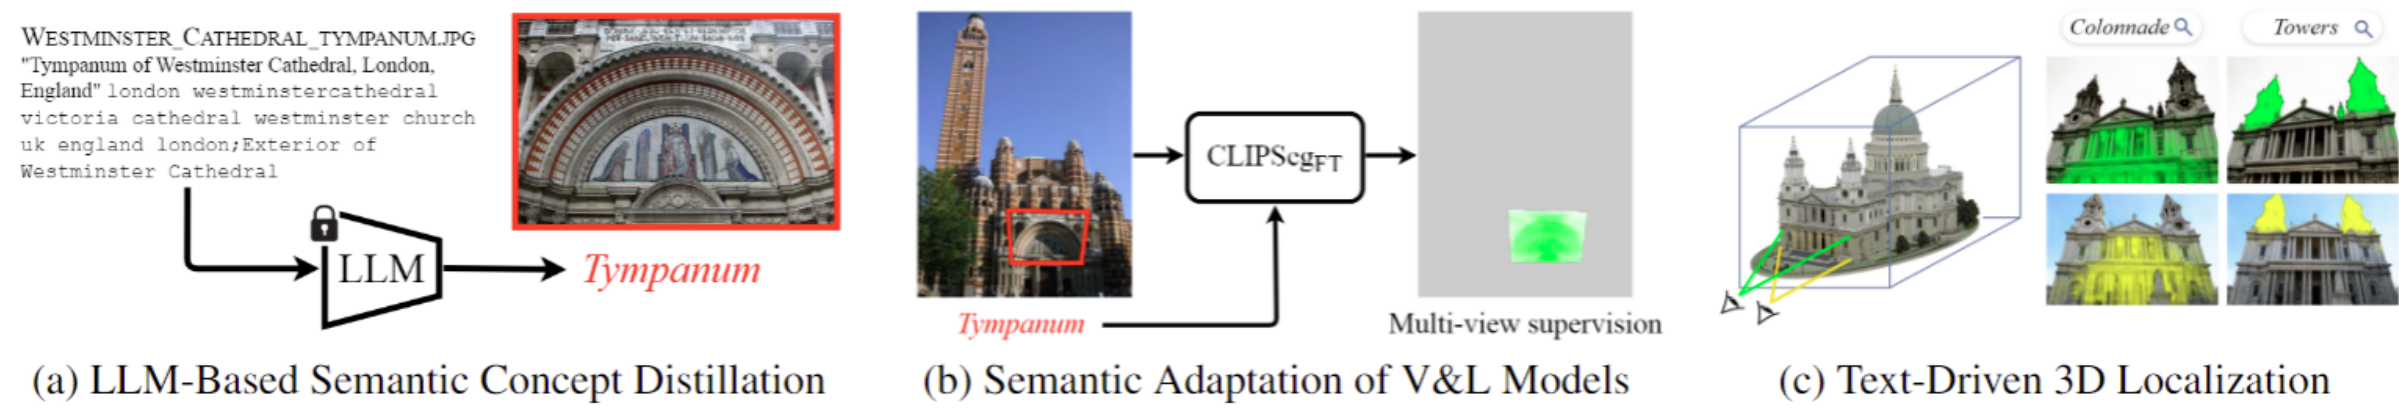 WESTMINSTER_CATHEDRAL_TYMPANUM.JPG
"Tympanum of Westminster Cathedral, London,
England" london westminstercathedral
victoria cathedral westminster church
uk england london;Exterior of
Westminster Cathedral
LLM
Tympanum
(a) LLM-Based Semantic Concept Distillation
CLIPSegFT
Tympanum
Multi-view supervision
(b) Semantic Adaptation of V&L Models
Colonnade
Towers
(c) Text-Driven 3D Localization